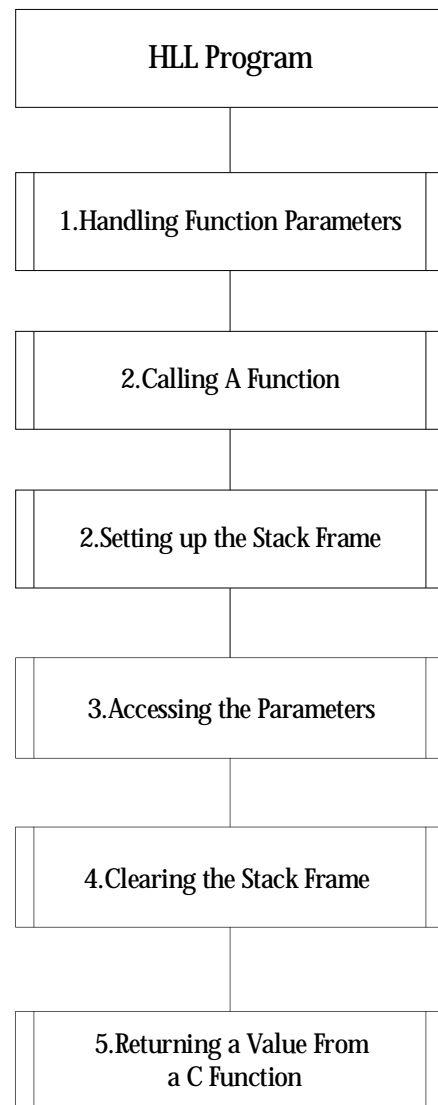 HLL Program
1.Handling Function Parameters
2.Calling A Function
2.Setting up the Stack Frame
3.Accessing the Parameters
4.Clearing the Stack Frame
5.Returning a Value From
a C Function